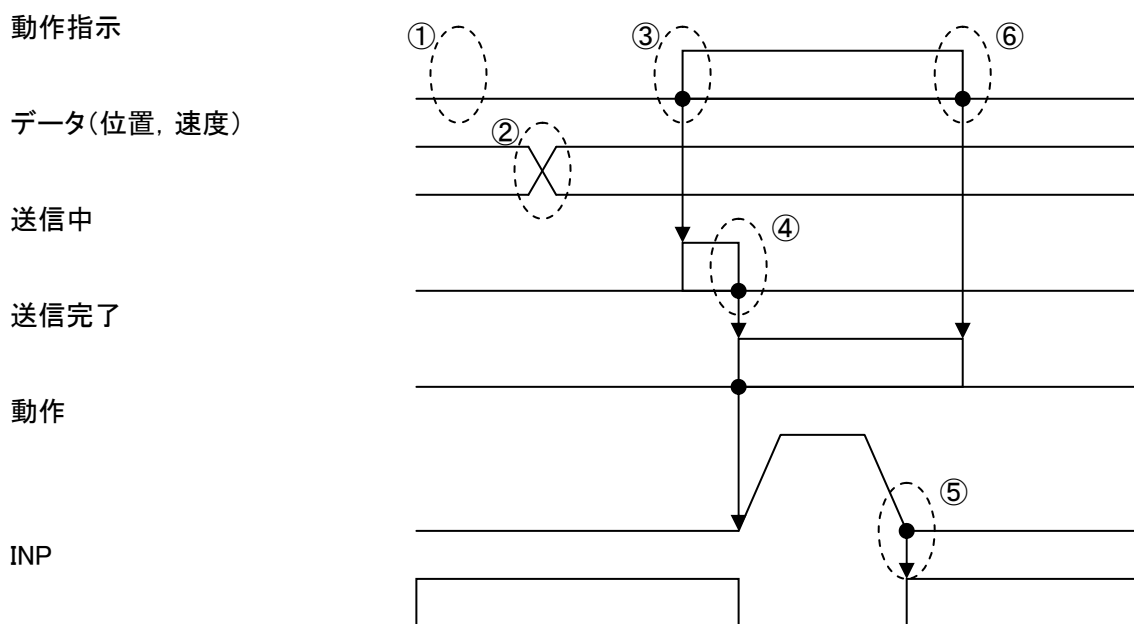 動作指示
① ③ ⑥
データ(位置, 速度)
②
送信中
④
送信完了
動作
⑤
INP